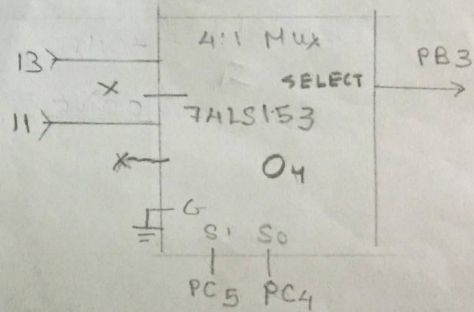 4:1 MUX
13
PB3
X
SELECT
11
74LS153
X
O4
G
S1 S0
PC5 PC4